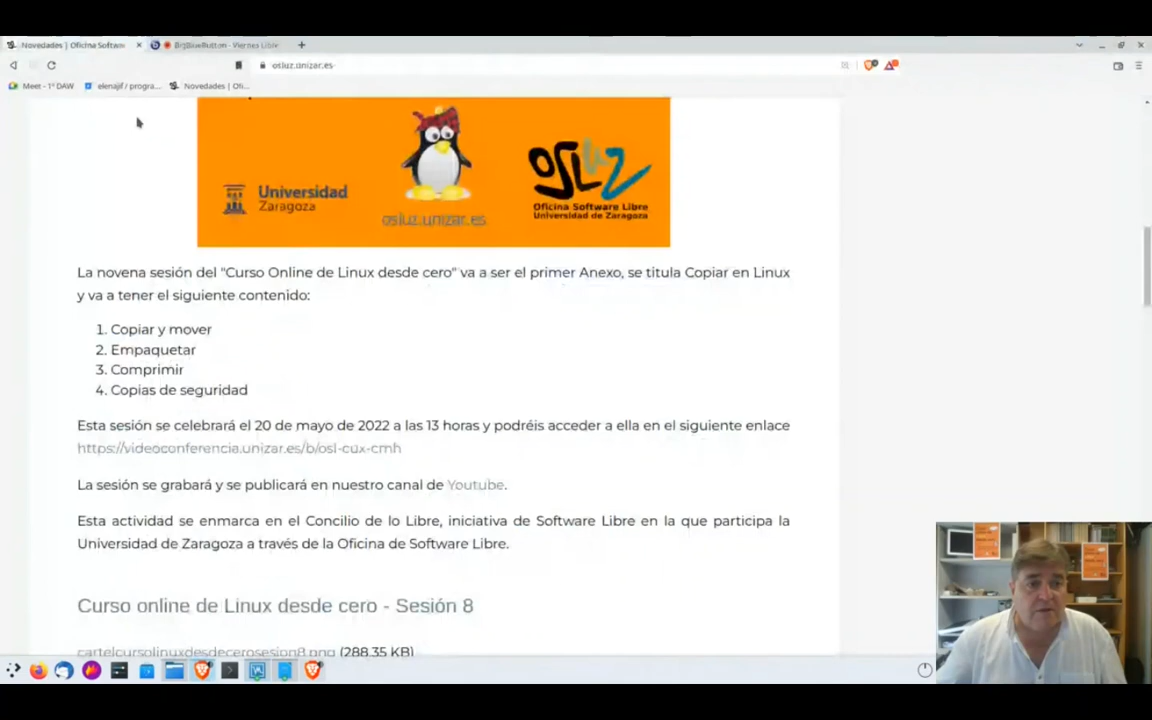 Novedades | Oficina Softwar
BigBlueButton - Viernes Libre
osluz.unizar.es
Meet - 1º DAW
elenajif / progra...
Novedades | Ofi...
Universidad
Zaragoza
osluz.unizar.es
OSLUZ
Oficina Software Libre
Universidad de Zaragoza
La novena sesión del "Curso Online de Linux desde cero" va a ser el primer Anexo, se titula Copiar en Linux
y va a tener el siguiente contenido:
1. Copiar y mover
2. Empaquetar
3. Comprimir
4. Copias de seguridad
Esta sesión se celebrará el 20 de mayo de 2022 a las 13 horas y podréis acceder a ella en el siguiente enlace
https://videoconferencia.unizar.es/b/osl-cux-cmh
La sesión se grabará y se publicará en nuestro canal de Youtube.
Esta actividad se enmarca en el Concilio de lo Libre, iniciativa de Software Libre en la que participa la
Universidad de Zaragoza a través de la Oficina de Software Libre.
Curso online de Linux desde cero - Sesión 8
cartelcursolinuxdesdecerosesion8.png (288.35 KB)